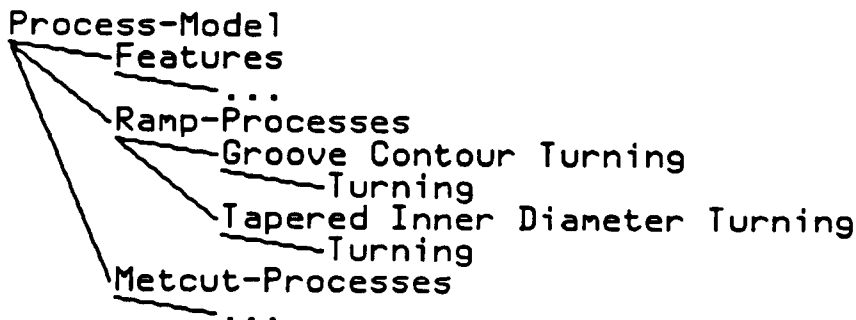 Process-Model
Features
...
Ramp-Processes
Groove Contour Turning
Turning
Tapered Inner Diameter Turning
Turning
Metcut-Processes
...